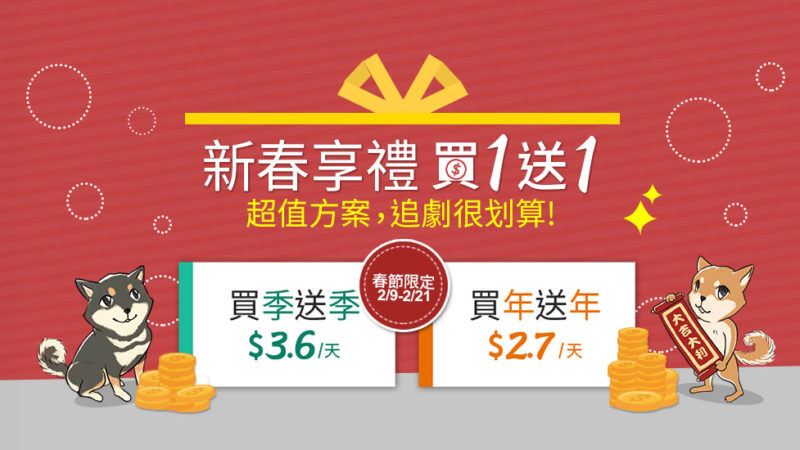 新春享禮 買1送1
超值方案，追劇很划算!
春節限定
2/9-2/21
買季送季
$3.6/天
買年送年
$2.7/天
大吉大利